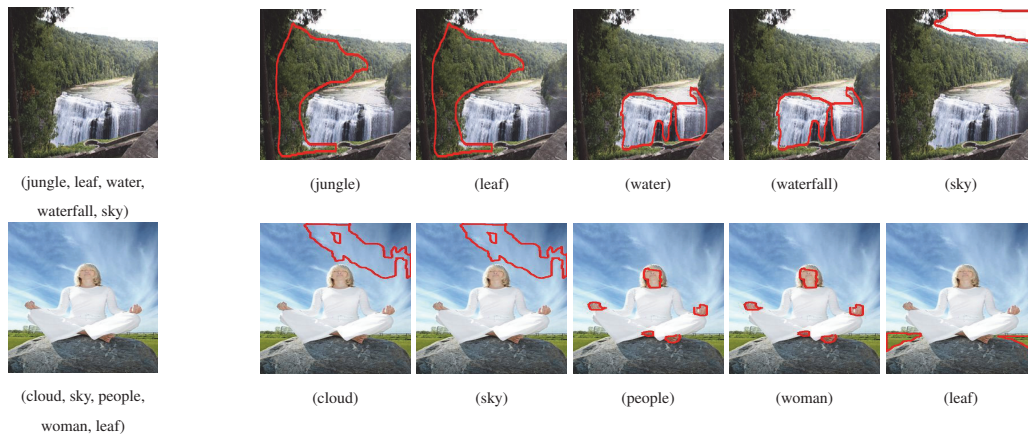 (jungle, leaf, water,
waterfall, sky)
(jungle)
(leaf)
(water)
(waterfall)
(sky)
(cloud, sky, people,
woman, leaf)
(cloud)
(sky)
(people)
(woman)
(leaf)